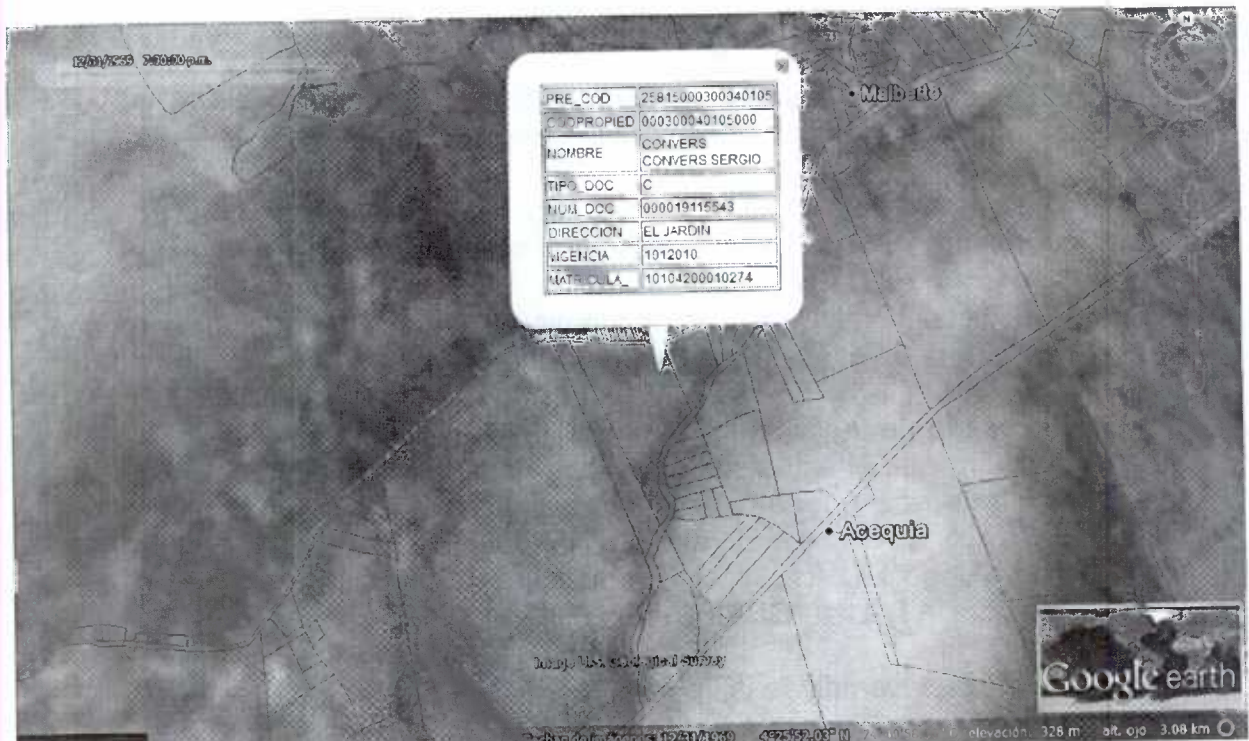 N
PRE_COD 25815000300040105
CODPROPIED 000300040105000
NOMBRE CONVERS CONVERS SERGIO
TIPO_DOC C
NUM_DOC 000019115543
DIRECCION EL JARDIN
VIGENCIA 1012010
MATRICULA_ 10104200010274
Acequia
Google earth
elevación 328 m alt. ojo 3.08 km